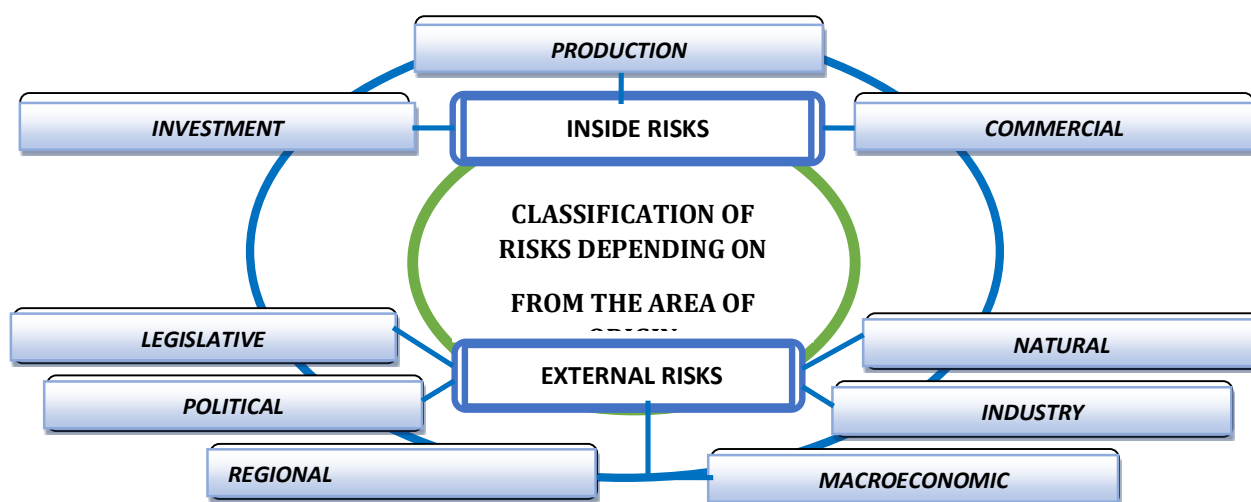 PRODUCTION
INVESTMENT
INSIDE RISKS
COMMERCIAL
CLASSIFICATION OF
RISKS DEPENDING ON
FROM THE AREA OF
ORIGIN
LEGISLATIVE
NATURAL
EXTERNAL RISKS
POLITICAL
INDUSTRY
REGIONAL
MACROECONOMIC